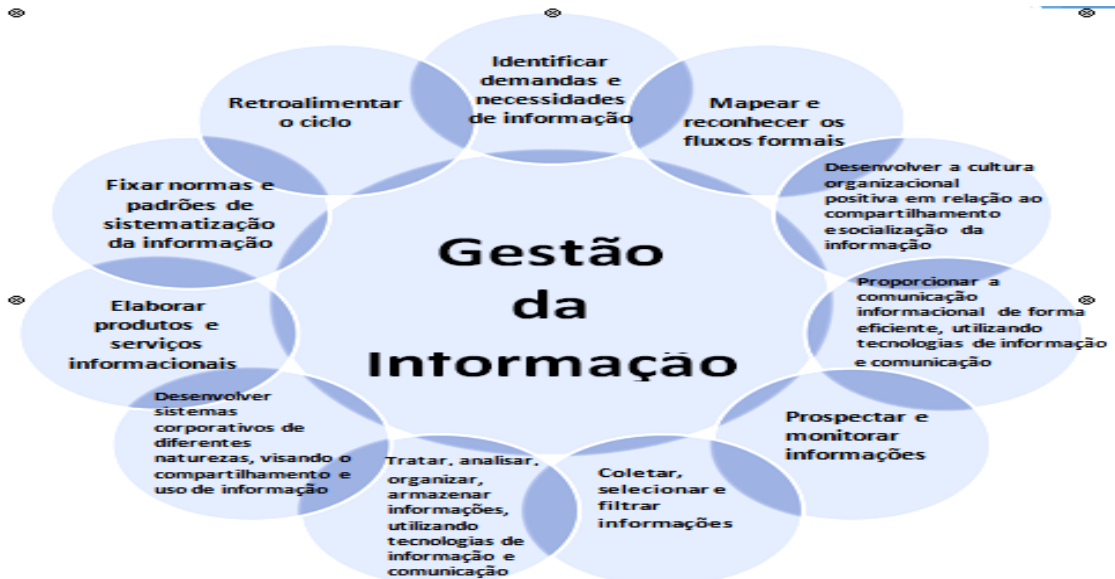 Gestão
da
Informação
Identificar
demandas e
necessidades
de informação
Mapear e
reconhecer os
fluxos formais
Desenvolver a cultura
organizacional
positiva em relação ao
compartilhamento
e socialização da
informação
Proporcionar a
comunicação
informacional de forma
eficiente, utilizando
tecnologias de informação
e comunicação
Prospectar e
monitorar
informações
Coletar,
selecionar e
filtrar
informações
Tratar, analisar,
organizar,
armazenar
informações,
utilizando
tecnologias de
informação e
comunicação
Desenvolver
sistemas
corporativos de
diferentes
naturezas, visando o
compartilhamento e
uso de informação
Elaborar
produtos e
serviços
informacionais
Fixar normas e
padrões de
sistematização
da informação
Retroalimentar
o ciclo